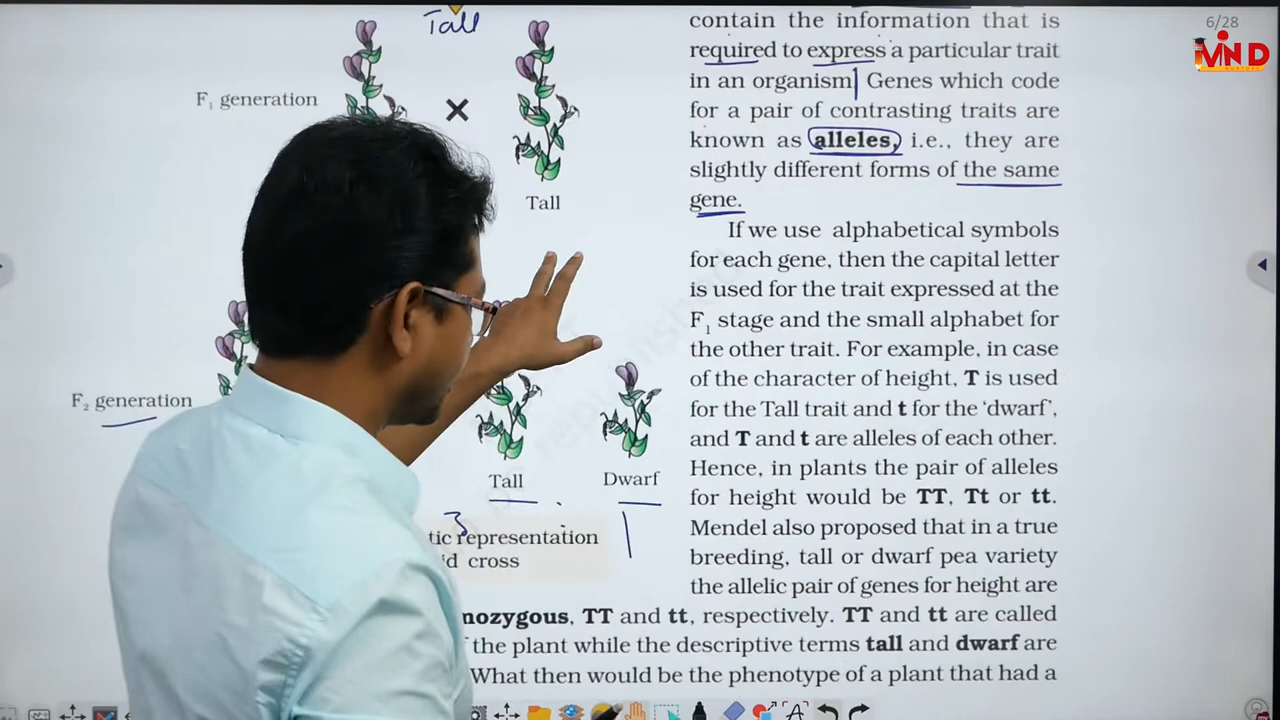 6/28
MIND
Tall
F₁ generation
×
Tall
F₂ generation
Tall
Dwarf
3
1
tic representation
d cross
contain the information that is
required to express a particular trait
in an organism. Genes which code
for a pair of contrasting traits are
known as alleles, i.e., they are
slightly different forms of the same
gene.
If we use alphabetical symbols
for each gene, then the capital letter
is used for the trait expressed at the
F₁ stage and the small alphabet for
the other trait. For example, in case
of the character of height, T is used
for the Tall trait and t for the ‘dwarf’,
and T and t are alleles of each other.
Hence, in plants the pair of alleles
for height would be TT, Tt or tt.
Mendel also proposed that in a true
breeding, tall or dwarf pea variety
the allelic pair of genes for height are
nozygous, TT and tt, respectively. TT and tt are called
the plant while the descriptive terms tall and dwarf are
What then would be the phenotype of a plant that had a